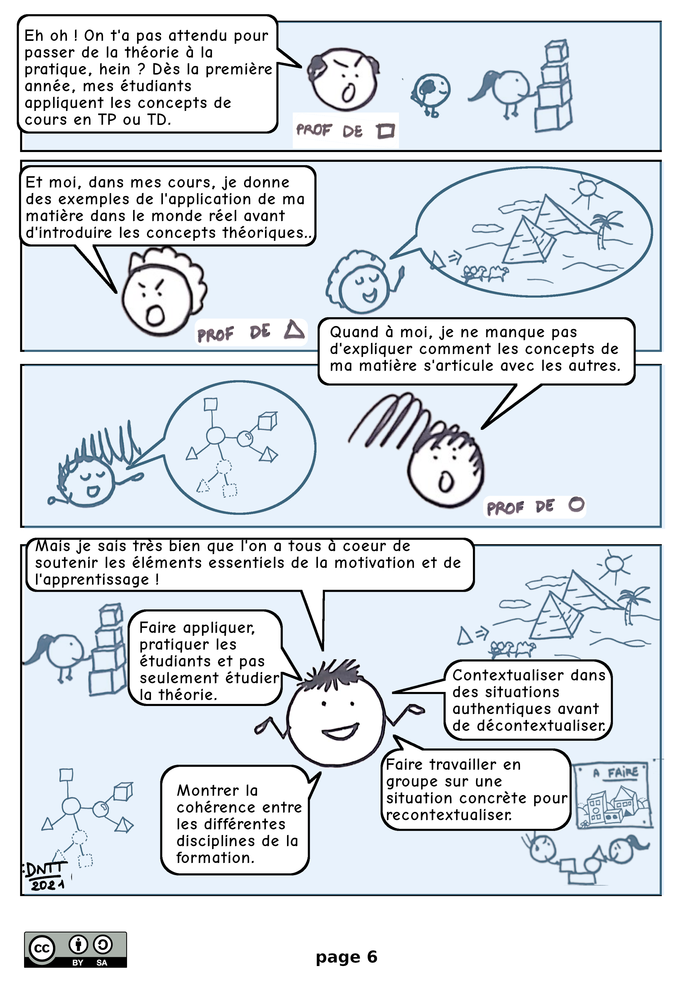 Eh oh ! On t'a pas attendu pour
passer de la théorie à la
pratique, hein ? Dès la première
année, mes étudiants
appliquent les concepts de
cours en TP ou TD.
PROF DE
Et moi, dans mes cours, je donne
des exemples de l'application de ma
matière dans le monde réel avant
d'introduire les concepts théoriques..
PROF DE
Quand à moi, je ne manque pas
d'expliquer comment les concepts de
ma matière s'articule avec les autres.
PROF DE
Mais je sais très bien que l'on a tous à coeur de
soutenir les éléments essentiels de la motivation et de
l'apprentissage !
Faire appliquer,
pratiquer les
étudiants et pas
seulement étudier
la théorie.
Contextualiser dans
des situations
authentiques avant
de décontextualiser.
Faire travailler en
groupe sur une
situation concrète pour
recontextualiser.
A FAIRE
Montrer la
cohérence entre
les différentes
disciplines de la
formation.
:DNTT
2021
cc
BY SA
page 6